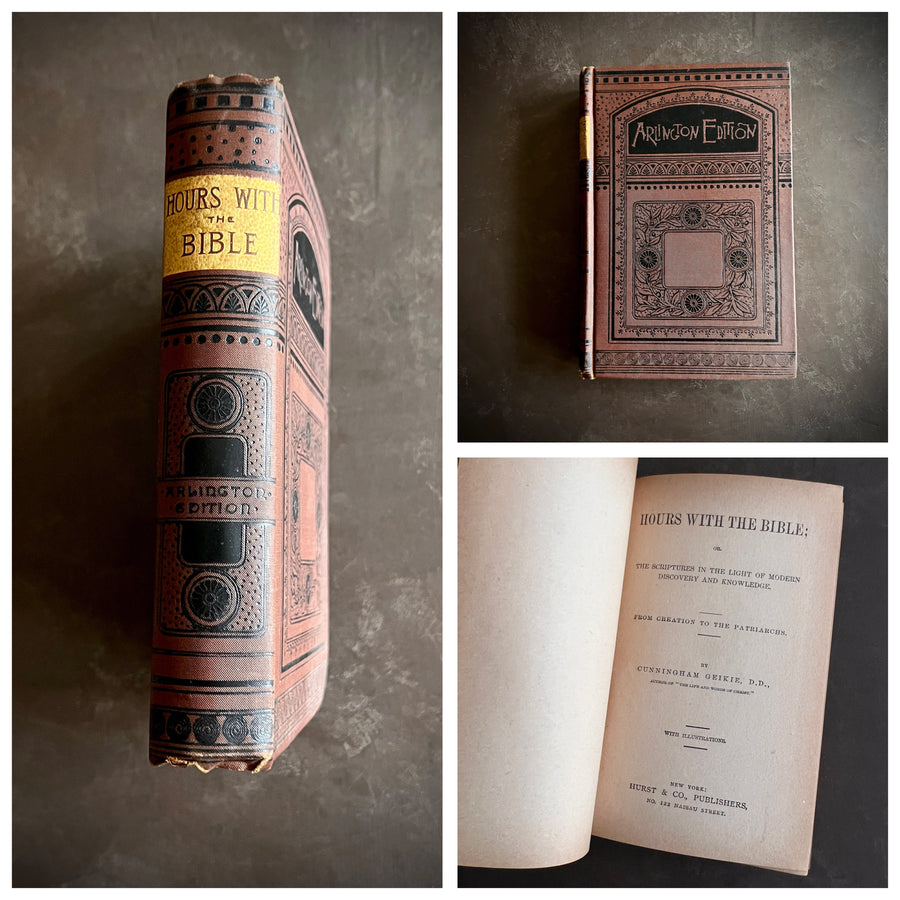 HOURS WITH
THE
BIBLE
ARLINGTON
EDITION
ARLINGTON EDITION
HOURS WITH THE BIBLE;
OR,
THE SCRIPTURES IN THE LIGHT OF MODERN
DISCOVERY AND KNOWLEDGE.
FROM CREATION TO THE PATRIARCHS.
BY
CUNNINGHAM GEIKIE, D.D.,
AUTHOR OF "THE LIFE AND WORDS OF CHRIST."
WITH ILLUSTRATIONS.
NEW YORK:
HURST & CO., PUBLISHERS,
NO. 122 NASSAU STREET.